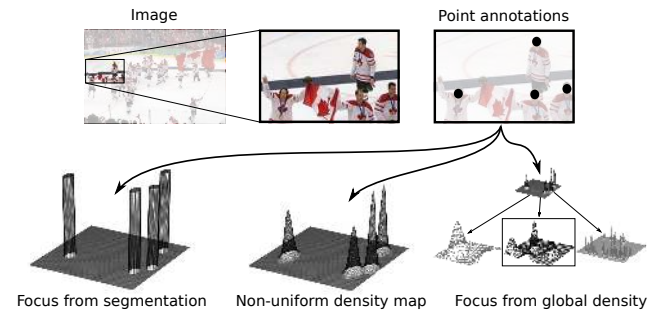 Image
Point annotations
Focus from segmentation
Non-uniform density map
Focus from global density